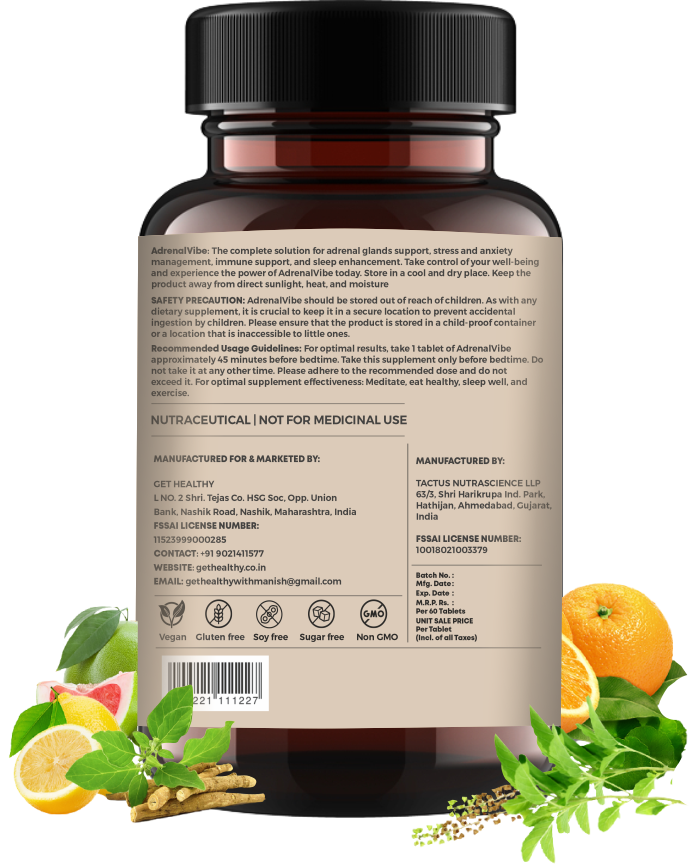 AdrenalVibe: The complete solution for adrenal glands support, stress and anxiety
management, immune support, and sleep enhancement. Take control of your well-being
and experience the power of AdrenalVibe today. Store in a cool and dry place. Keep the
product away from direct sunlight, heat, and moisture
SAFETY PRECAUTION: AdrenalVibe should be stored out of reach of children. As with any
dietary supplement, it is crucial to keep it in a secure location to prevent accidental
ingestion by children. Please ensure that the product is stored in a child-proof container
or a location that is inaccessible to little ones.
Recommended Usage Guidelines: For optimal results, take 1 tablet of AdrenalVibe
approximately 45 minutes before bedtime. Take this supplement only before bedtime. Do
not take it at any other time. Please adhere to the recommended dose and do not
exceed it. For optimal supplement effectiveness: Meditate, eat healthy, sleep well, and
exercise.
NUTRACEUTICAL | NOT FOR MEDICINAL USE
MANUFACTURED FOR & MARKETED BY:
GET HEALTHY
L NO. 2 Shri. Tejas Co. HSG Soc, Opp. Union
Bank, Nashik Road, Nashik, Maharashtra, India
FSSAI LICENSE NUMBER:
11523999000285
CONTACT: +91 9021411577
WEBSITE: gethealthy.co.in
EMAIL: gethealthywithmanish@gmail.com
MANUFACTURED BY:
TACTUS NUTRASCIENCE LLP
63/3, Shri Harikrupa Ind. Park,
Hathijan, Ahmedabad, Gujarat,
India
FSSAI LICENSE NUMBER:
10018021003379
Batch No. :
Mfg. Date :
Exp. Date :
M.R.P. Rs. :
Per 60 Tablets
UNIT SALE PRICE
Per Tablet
(Incl. of all Taxes)
GMO
Vegan Gluten free Soy free Sugar free Non GMO
221 111227